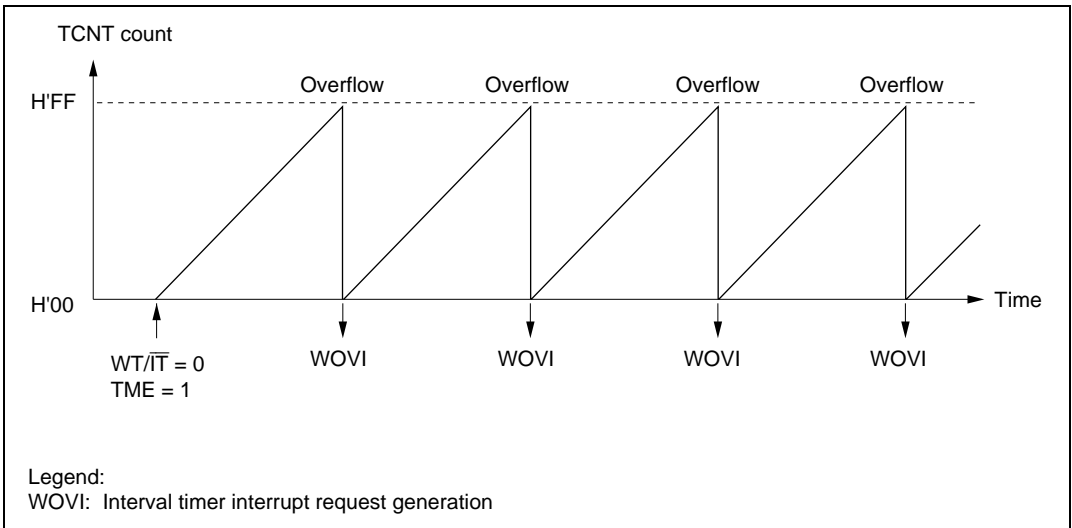 TCNT count
Overflow Overflow Overflow Overflow
H'FF
H'00
Time
WT/I̅T̅ = 0
TME = 1
WOVI WOVI WOVI WOVI
Legend:
WOVI: Interval timer interrupt request generation